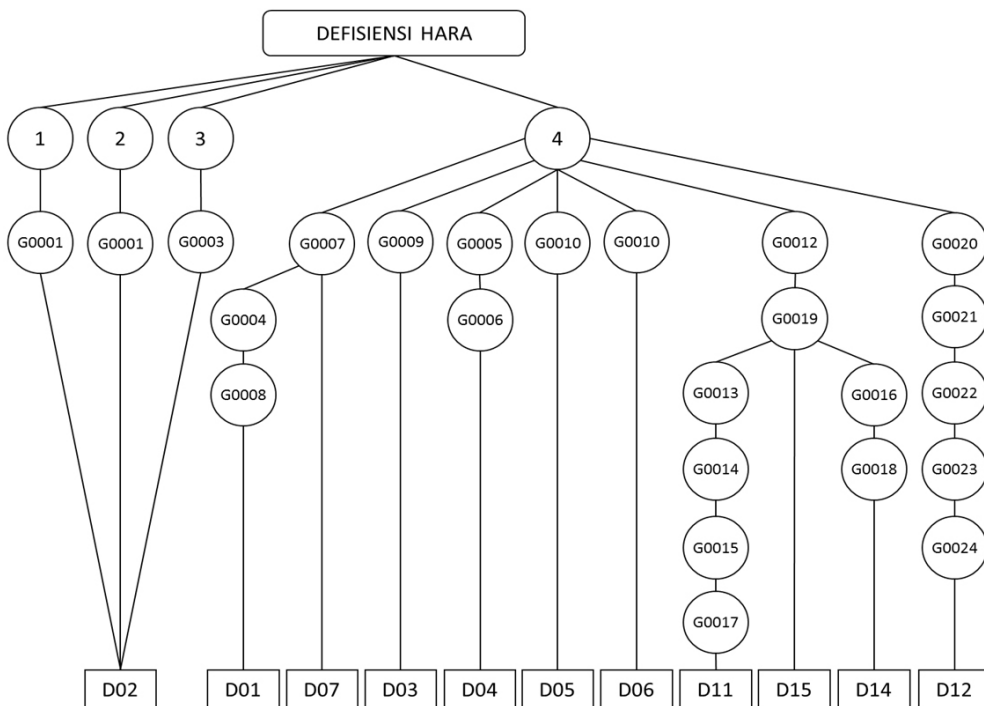 DEFISIENSI HARA
1 2 3 4
G0001 G0001 G0003 G0007 G0009 G0005 G0010 G0010 G0012 G0020
G0004 G0006 G0019 G0021
G0008 G0013 G0016 G0022
G0014 G0018 G0023
G0015 G0024
G0017
D02 D01 D07 D03 D04 D05 D06 D11 D15 D14 D12